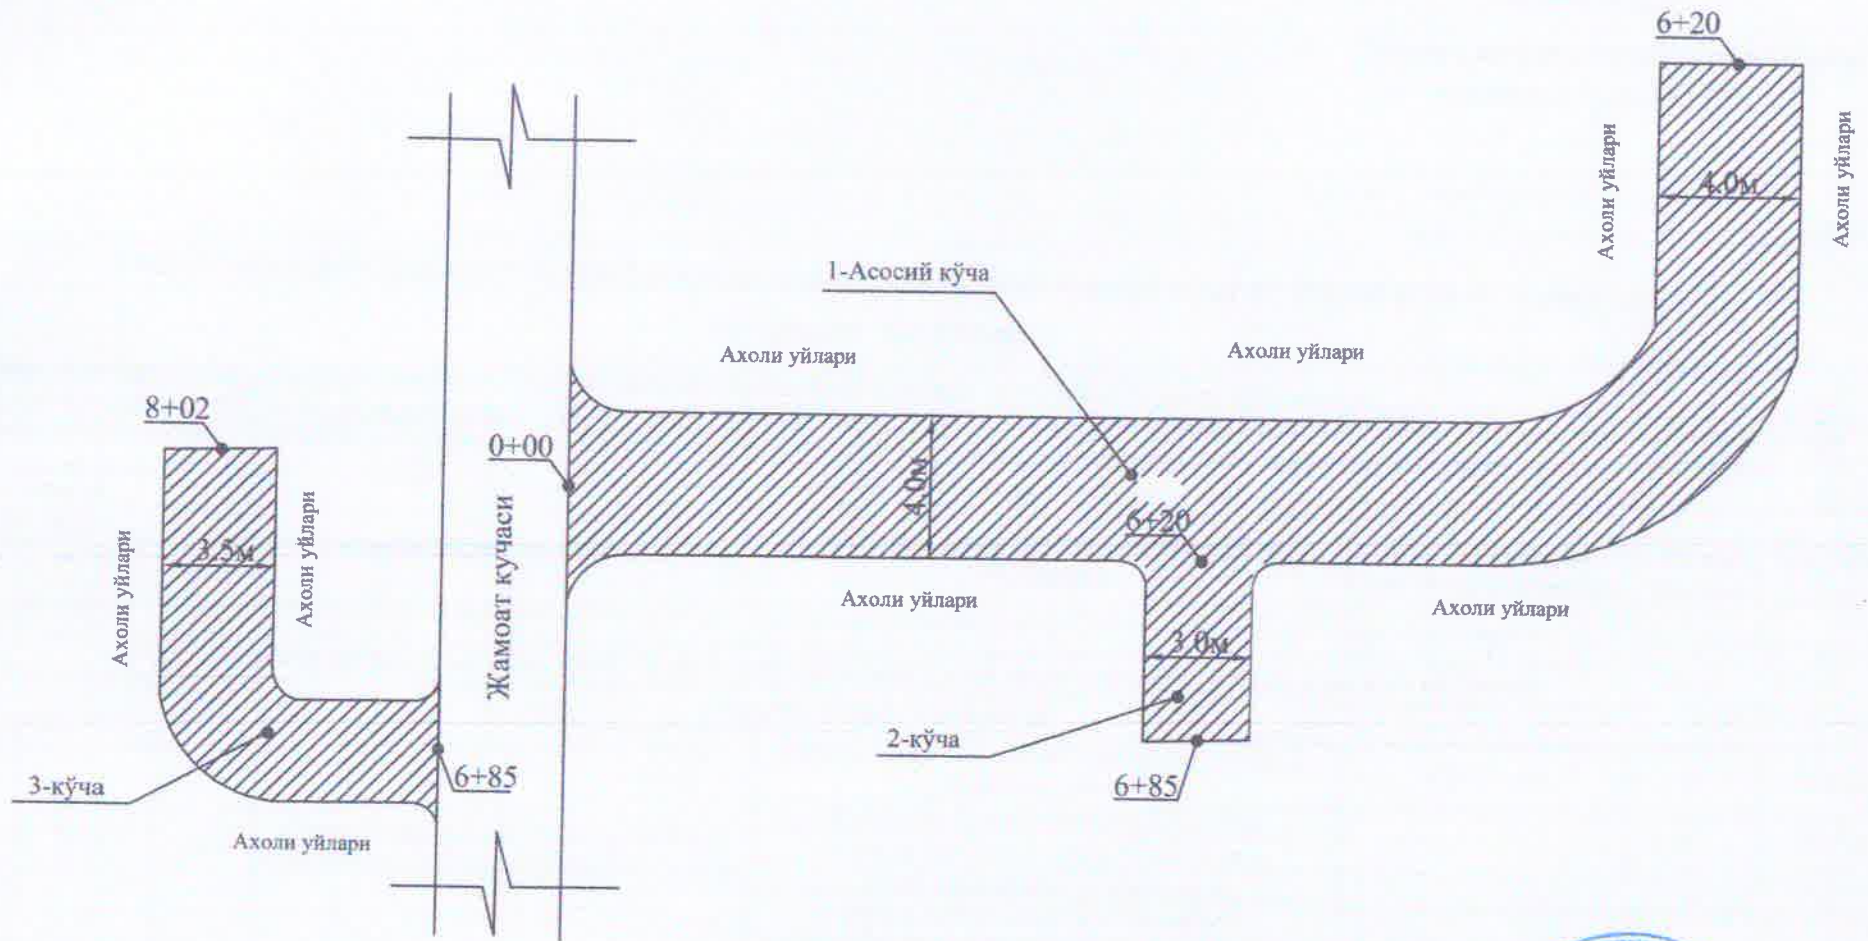 6+20
Ахоли уйлари
4.0м
Ахоли уйлари
1-Асосий кўча
Ахоли уйлари
Ахоли уйлари
8+02
0+00
4.0м
6+20
Ахоли уйлари
3.5м
Ахоли уйлари
Жамоат кучаси
Ахоли уйлари
Ахоли уйлари
3.0м
2-кўча
6+85
6+85
3-кўча
Ахоли уйлари